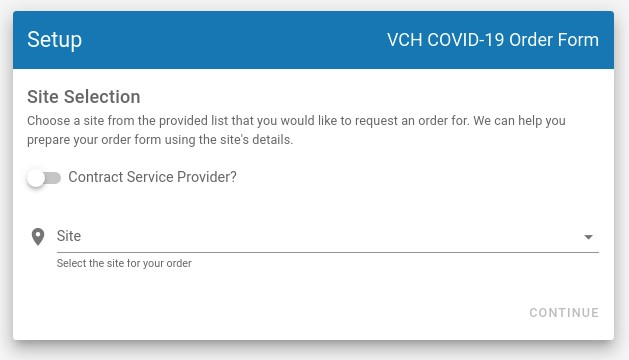 Setup
VCH COVID-19 Order Form
Site Selection
Choose a site from the provided list that you would like to request an order for. We can help you
prepare your order form using the site's details.
Contract Service Provider?
Site
Select the site for your order
CONTINUE